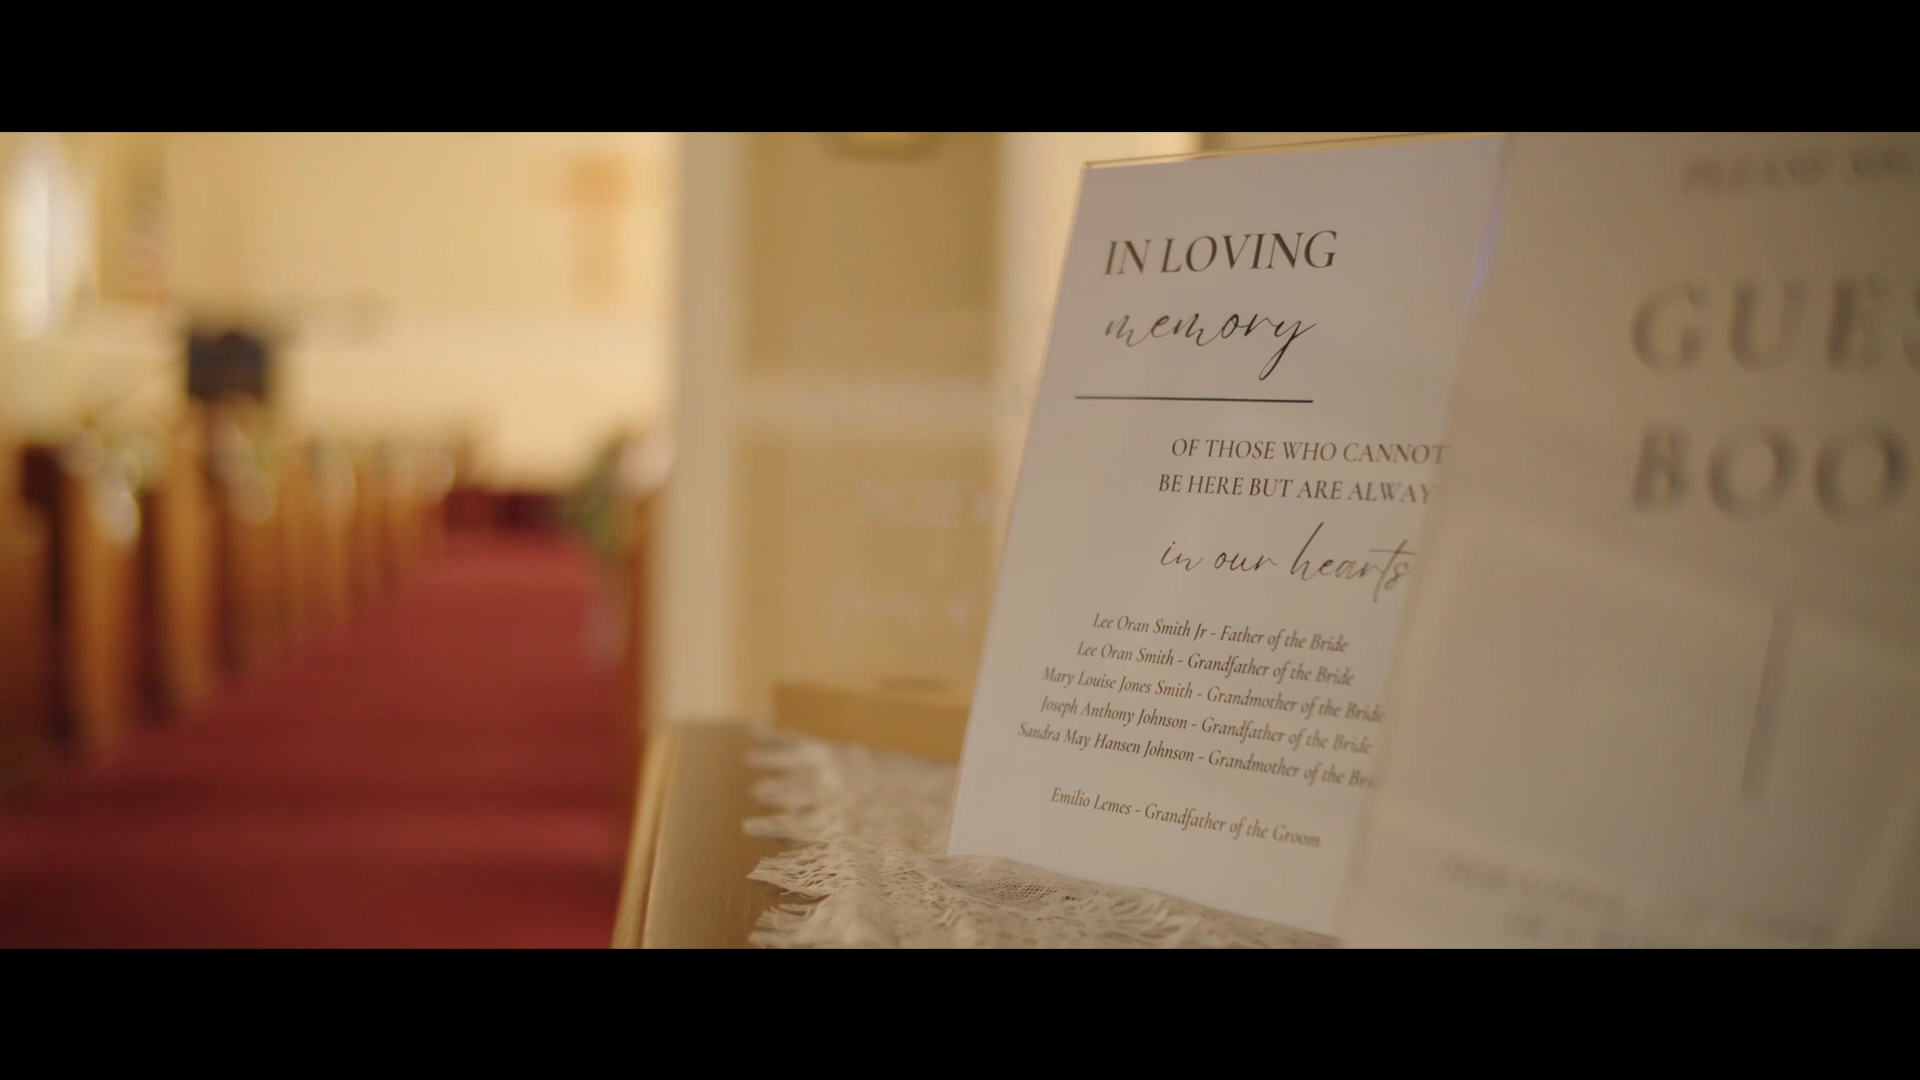 IN LOVING
memory
OF THOSE WHO CANNOT
BE HERE BUT ARE ALWAY
in our hearts
Lee Oran Smith Jr - Father of the Bride
Lee Oran Smith - Grandfather of the Bride
Mary Louise Jones Smith - Grandmother of the Bride
Joseph Anthony Johnson - Grandfather of the Bride
Sandra May Hansen Johnson - Grandmother of the Bri
Emilio Lemes - Grandfather of the Groom
GUES
BOO